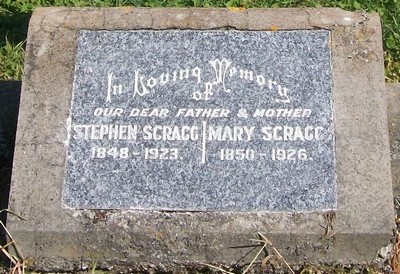 In Loving Memory
of
OUR DEAR FATHER & MOTHER
STEPHEN SCRAGG MARY SCRAGG
1848 - 1923. 1850 - 1926.